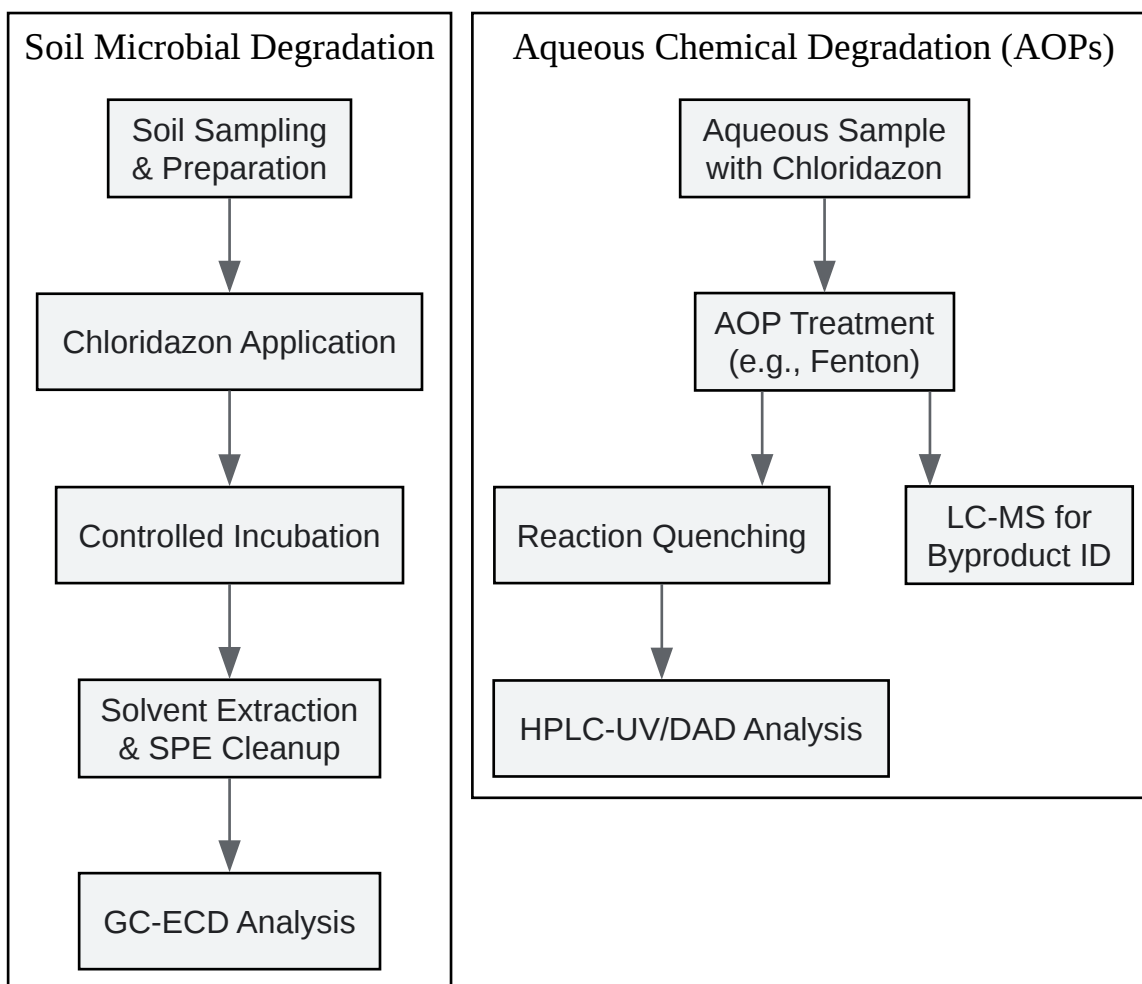 Soil Microbial Degradation
Soil Sampling
& Preparation
Chloridazon Application
Controlled Incubation
Solvent Extraction
& SPE Cleanup
GC-ECD Analysis
Aqueous Chemical Degradation (AOPs)
Aqueous Sample
with Chloridazon
AOP Treatment
(e.g., Fenton)
Reaction Quenching
LC-MS for
Byproduct ID
HPLC-UV/DAD Analysis